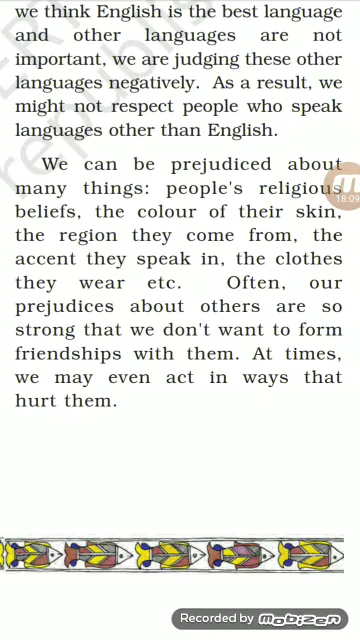 we think English is the best language
and other languages are not
important, we are judging these other
languages negatively. As a result, we
might not respect people who speak
languages other than English.
We can be prejudiced about
many things: people's religious
beliefs, the colour of their skin,
the region they come from, the
accent they speak in, the clothes
they wear etc. Often, our
prejudices about others are so
strong that we don't want to form
friendships with them. At times,
we may even act in ways that
hurt them.
18:09
Recorded by mobizen